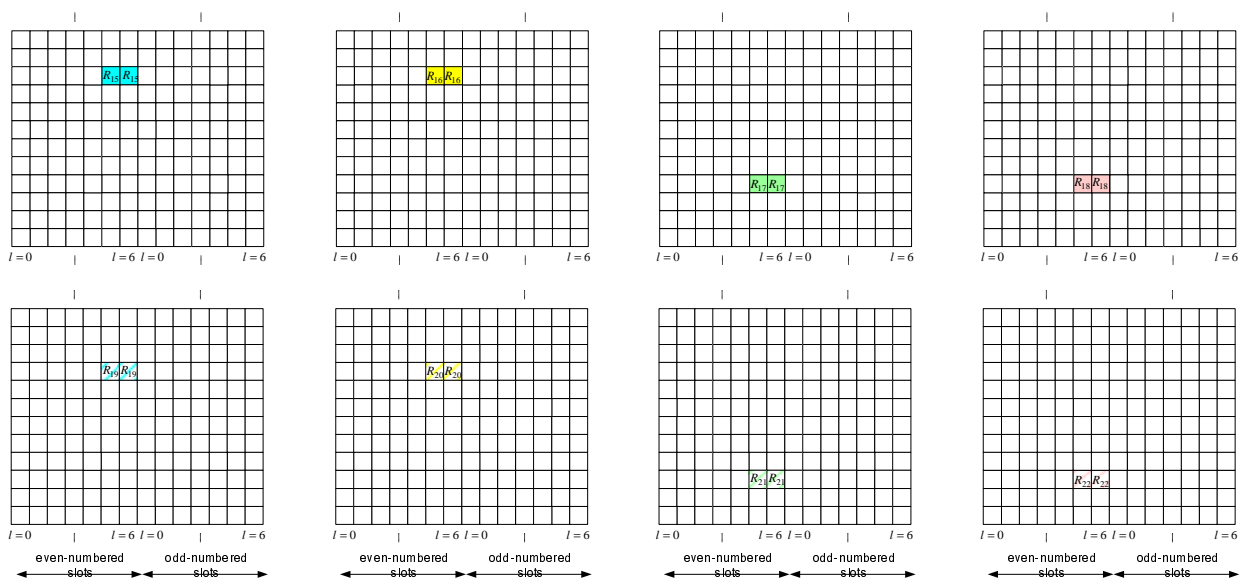 R15 R15 R16 R16
R17 R17 R18 R18
l = 0 l = 6 l = 0 l = 6 l = 0 l = 6 l = 0 l = 6 l = 0 l = 6 l = 0 l = 6 l = 0 l = 6 l = 0 l = 6
R19 R19 R20 R20
R21 R21 R22 R22
l = 0 l = 6 l = 0 l = 6 l = 0 l = 6 l = 0 l = 6 l = 0 l = 6 l = 0 l = 6 l = 0 l = 6 l = 0 l = 6
even-numbered odd-numbered even-numbered odd-numbered even-numbered odd-numbered even-numbered odd-numbered
slots slots slots slots slots slots slots slots